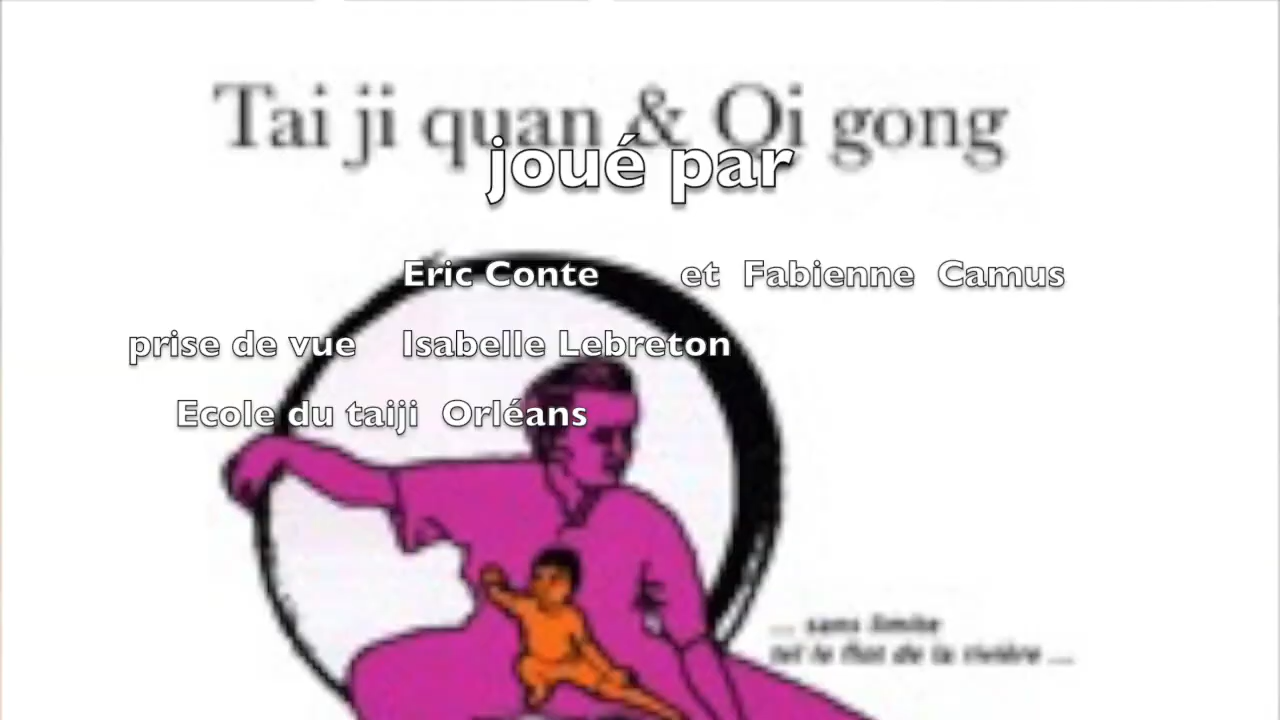 Tai ji quan & Qi gong
joué par
Eric Conte et Fabienne Camus
prise de vue Isabelle Lebreton
Ecole du taiji Orléans
... sans limite
tel le flot de la rivière ...